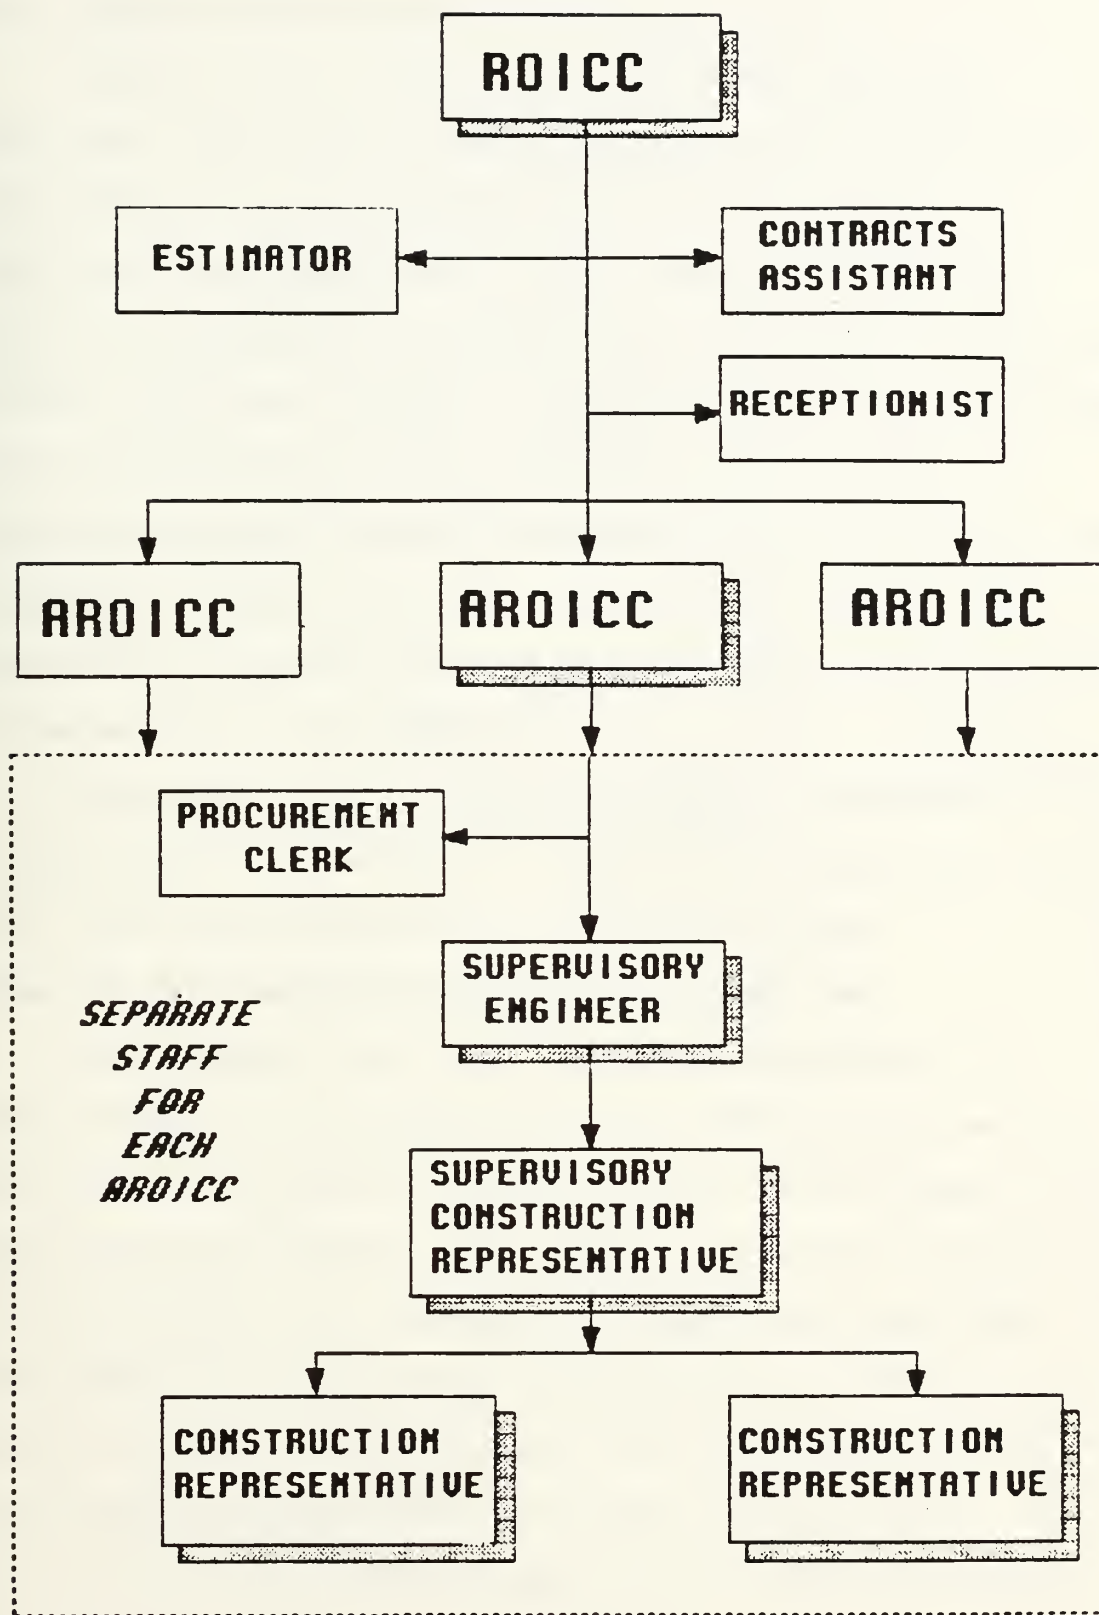 ROICC
ESTIMATOR
CONTRACTS
ASSISTANT
RECEPTIONIST
AROICC
AROICC
AROICC
PROCUREMENT
CLERK
SUPERVISORY
ENGINEER
SEPARATE
STAFF
FOR
EACH
AROICC
SUPERVISORY
CONSTRUCTION
REPRESENTATIVE
CONSTRUCTION
REPRESENTATIVE
CONSTRUCTION
REPRESENTATIVE